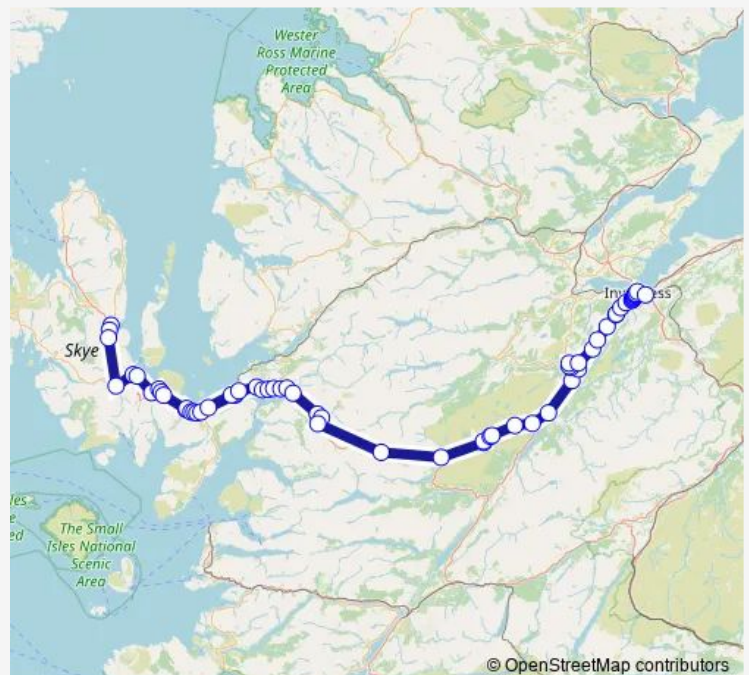 Wester
Ross Marine
Protected
Area
Skye
The Small
Isles National
Scenic
Area
© OpenStreetMap contributors